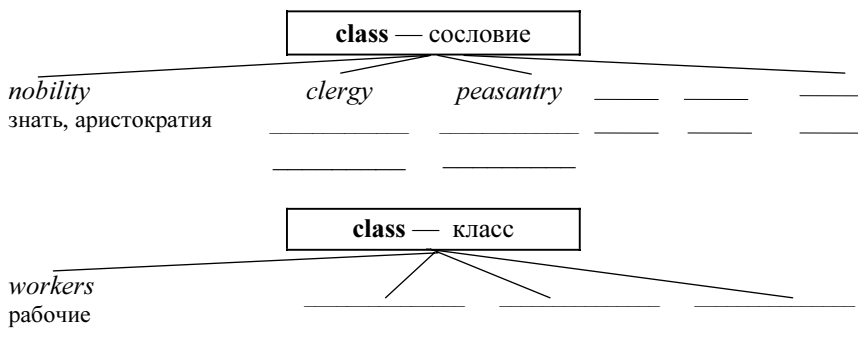 class — сословие
nobility clergy peasantry
знать, аристократия
class — класс
workers
рабочие